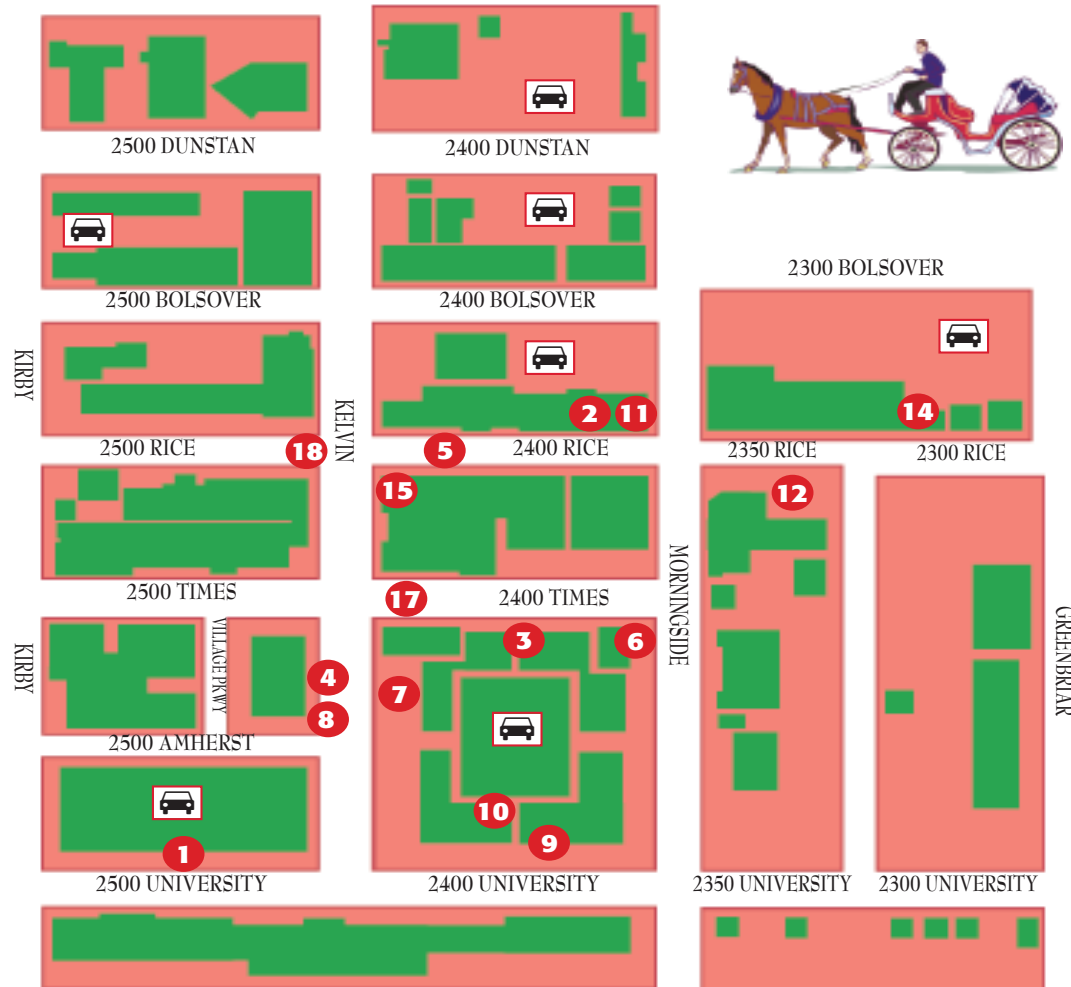 2500 DUNSTAN
2400 DUNSTAN
2500 BOLSOVER
2400 BOLSOVER
2300 BOLSOVER
KIRBY
KELVIN
2
11
14
2500 RICE
18
5
2400 RICE
2350 RICE
2300 RICE
15
12
MORNINGSIDE
2500 TIMES
17
2400 TIMES
GREENBRIAR
KIRBY
VILLAGE PKWY
3
6
4
7
8
2500 AMHERST
10
9
1
2500 UNIVERSITY
2400 UNIVERSITY
2350 UNIVERSITY
2300 UNIVERSITY